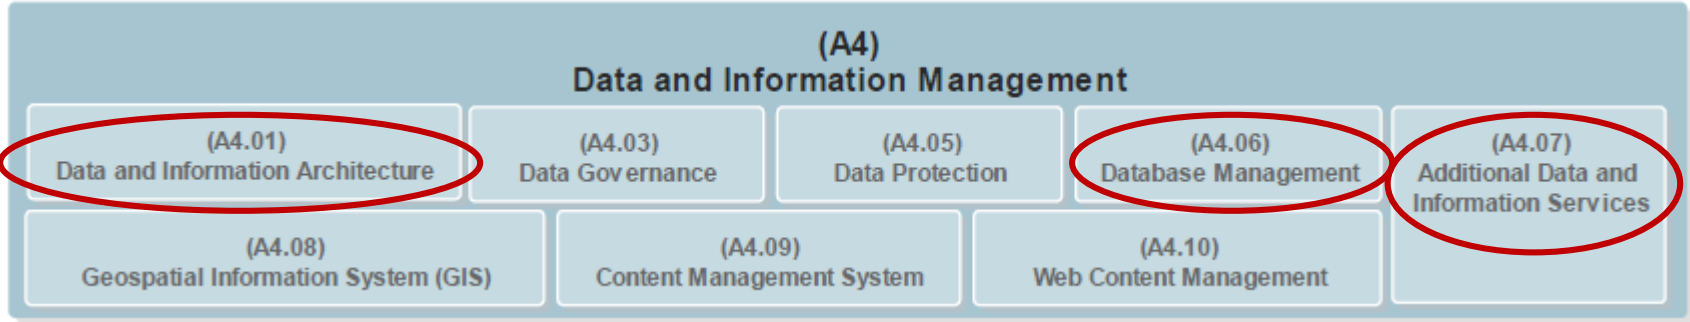 (A4)
Data and Information Management
(A4.01)
Data and Information Architecture
(A4.03)
Data Governance
(A4.05)
Data Protection
(A4.06)
Database Management
(A4.07)
Additional Data and
Information Services
(A4.08)
Geospatial Information System (GIS)
(A4.09)
Content Management System
(A4.10)
Web Content Management